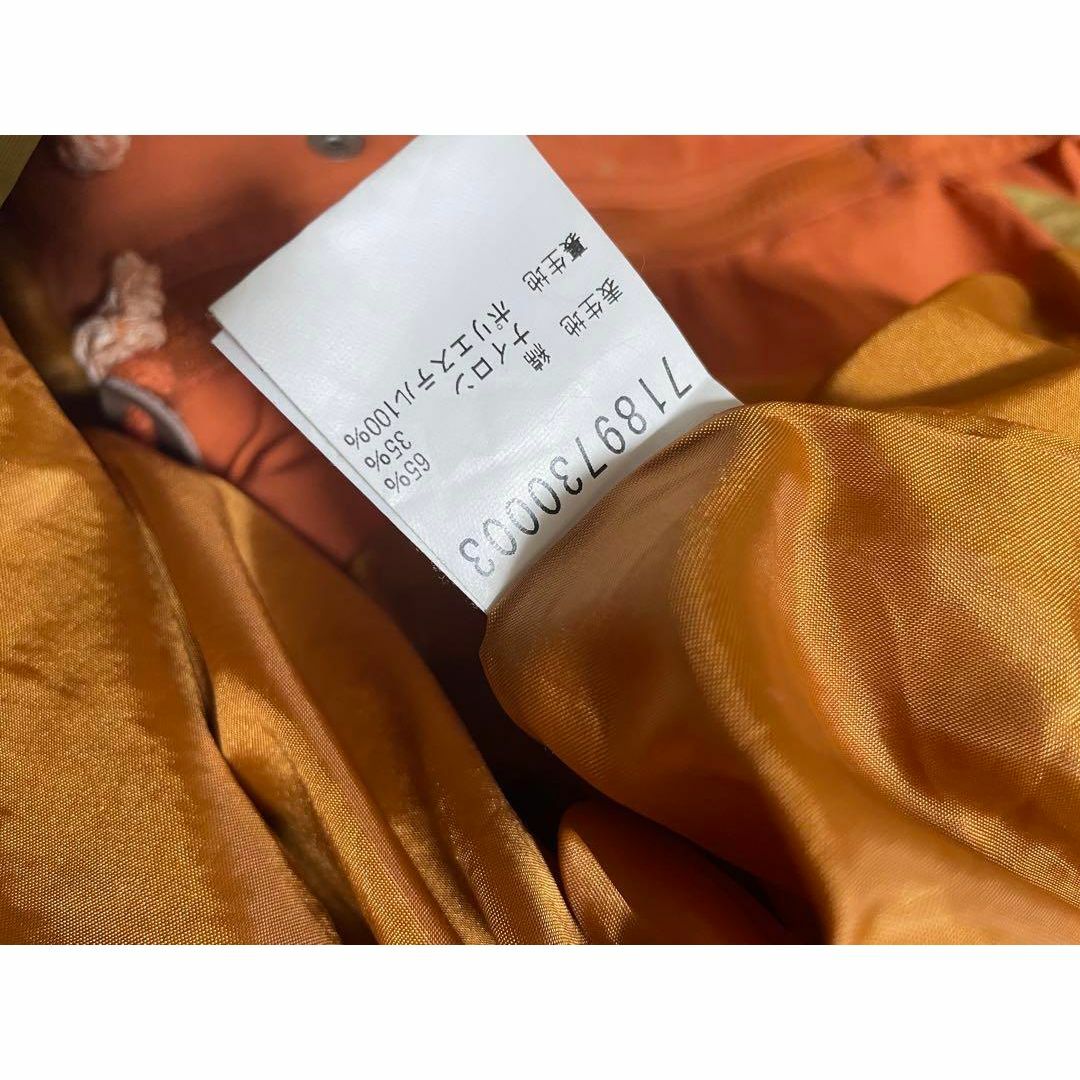 7189730003
表生地 綿 65%
ナイロン 35%
裏生地 ポリエステル100%